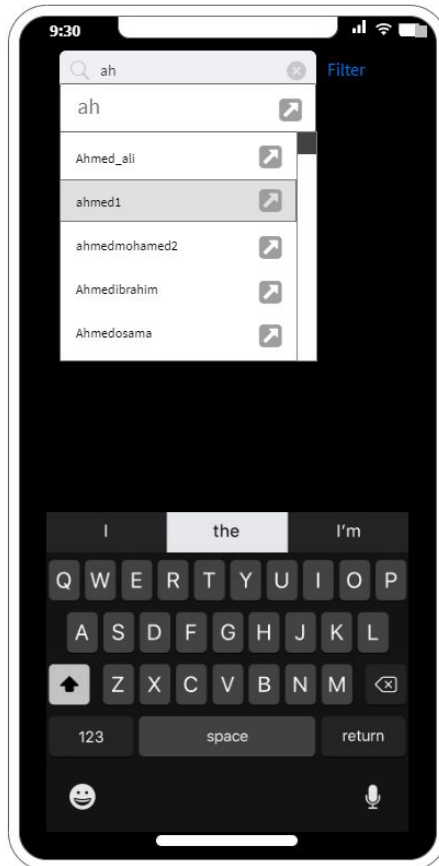 9:30
ah Filter
ah
Ahmed_ali
ahmed1
ahmedmohamed2
Ahmedibrahim
Ahmedosama
I the I'm
Q W E R T Y U I O P
A S D F G H J K L
Z X C V B N M
123 space return